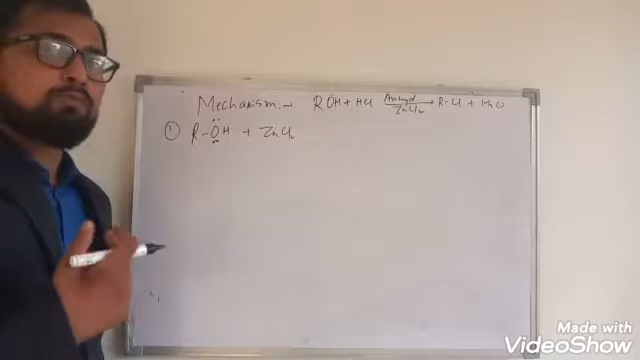 Mechanism:- ROH + HCl Anhyd ZnCl₂ → R-Cl + H₂O
① R-ÖH + ZnCl₂
Made with
VideoShow